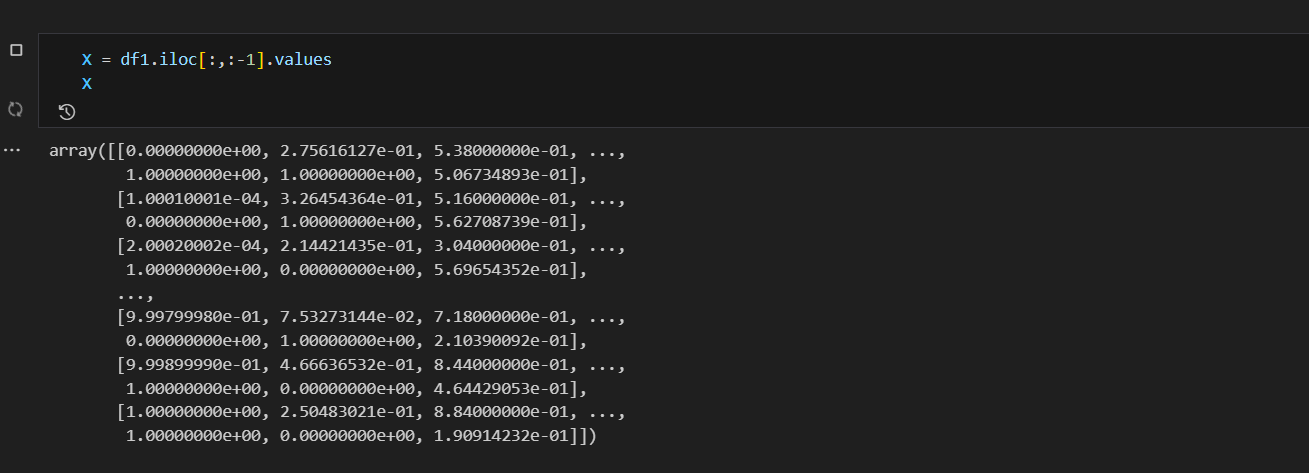 X = df1.iloc[:,:-1].values
X
array([[0.00000000e+00, 2.75616127e-01, 5.38000000e-01, ...,
1.00000000e+00, 1.00000000e+00, 5.06734893e-01],
[1.00010001e-04, 3.26454364e-01, 5.16000000e-01, ...,
0.00000000e+00, 1.00000000e+00, 5.62708739e-01],
[2.00020002e-04, 2.14421435e-01, 3.04000000e-01, ...,
1.00000000e+00, 0.00000000e+00, 5.69654352e-01],
...,
[9.99799980e-01, 7.53273144e-02, 7.18000000e-01, ...,
0.00000000e+00, 1.00000000e+00, 2.10390092e-01],
[9.99899990e-01, 4.66636532e-01, 8.44000000e-01, ...,
1.00000000e+00, 0.00000000e+00, 4.64429053e-01],
[1.00000000e+00, 2.50483021e-01, 8.84000000e-01, ...,
1.00000000e+00, 0.00000000e+00, 1.90914232e-01]])